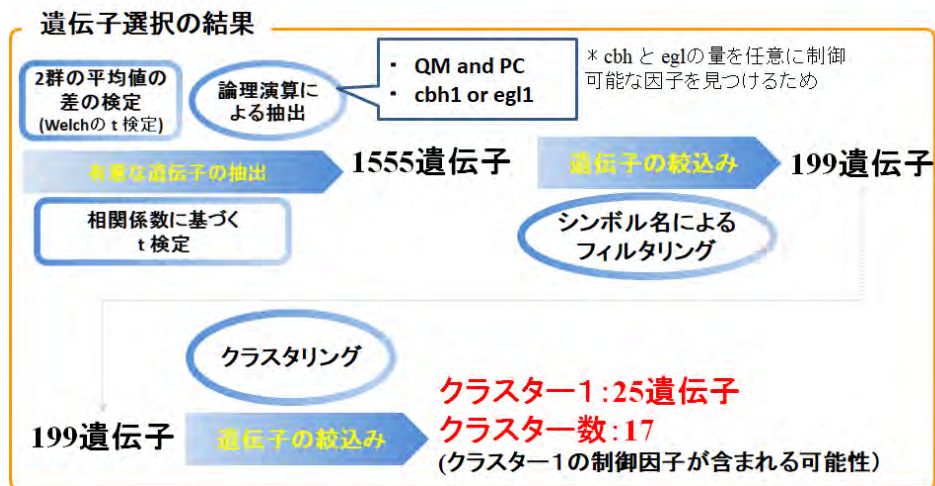 遺伝子選択の結果
2群の平均値の
差の検定
(Welchの t 検定)
論理演算に
よる抽出
・ QM and PC
・ cbh1 or egl1
* cbh と eglの量を任意に制御
可能な因子を見つけるため
有意な遺伝子の抽出
1555遺伝子
遺伝子の絞込み
199遺伝子
相関係数に基づく
t 検定
シンボル名による
フィルタリング
クラスタリング
199遺伝子
遺伝子の絞込み
クラスター1:25遺伝子
クラスター数:17
(クラスター1の制御因子が含まれる可能性)